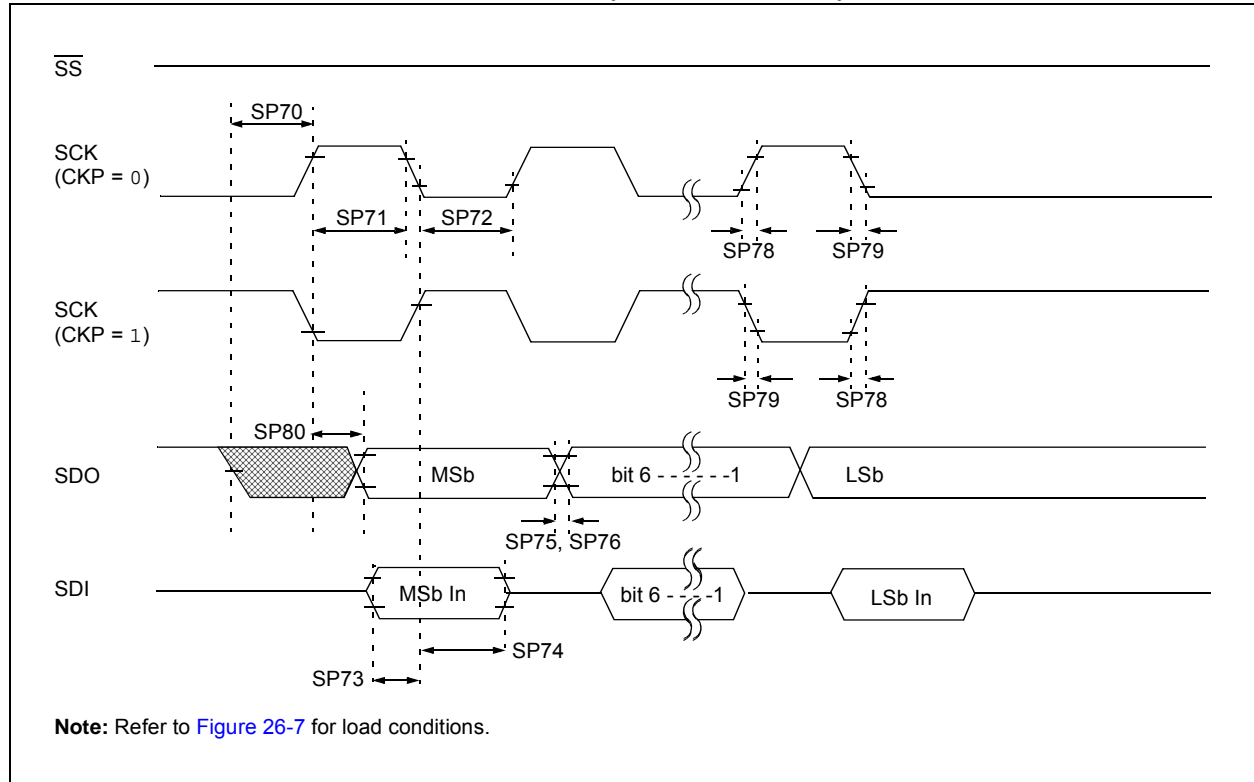 SS
SP70
SCK
(CKP = 0)
SP71
SP72
SP78
SP79
SCK
(CKP = 1)
SP79
SP78
SP80
SDO
MSb
bit 6 - - - - - -1
LSb
SP75, SP76
SDI
MSb In
bit 6 - - - - -1
LSb In
SP74
SP73
Note: Refer to Figure 26-7 for load conditions.